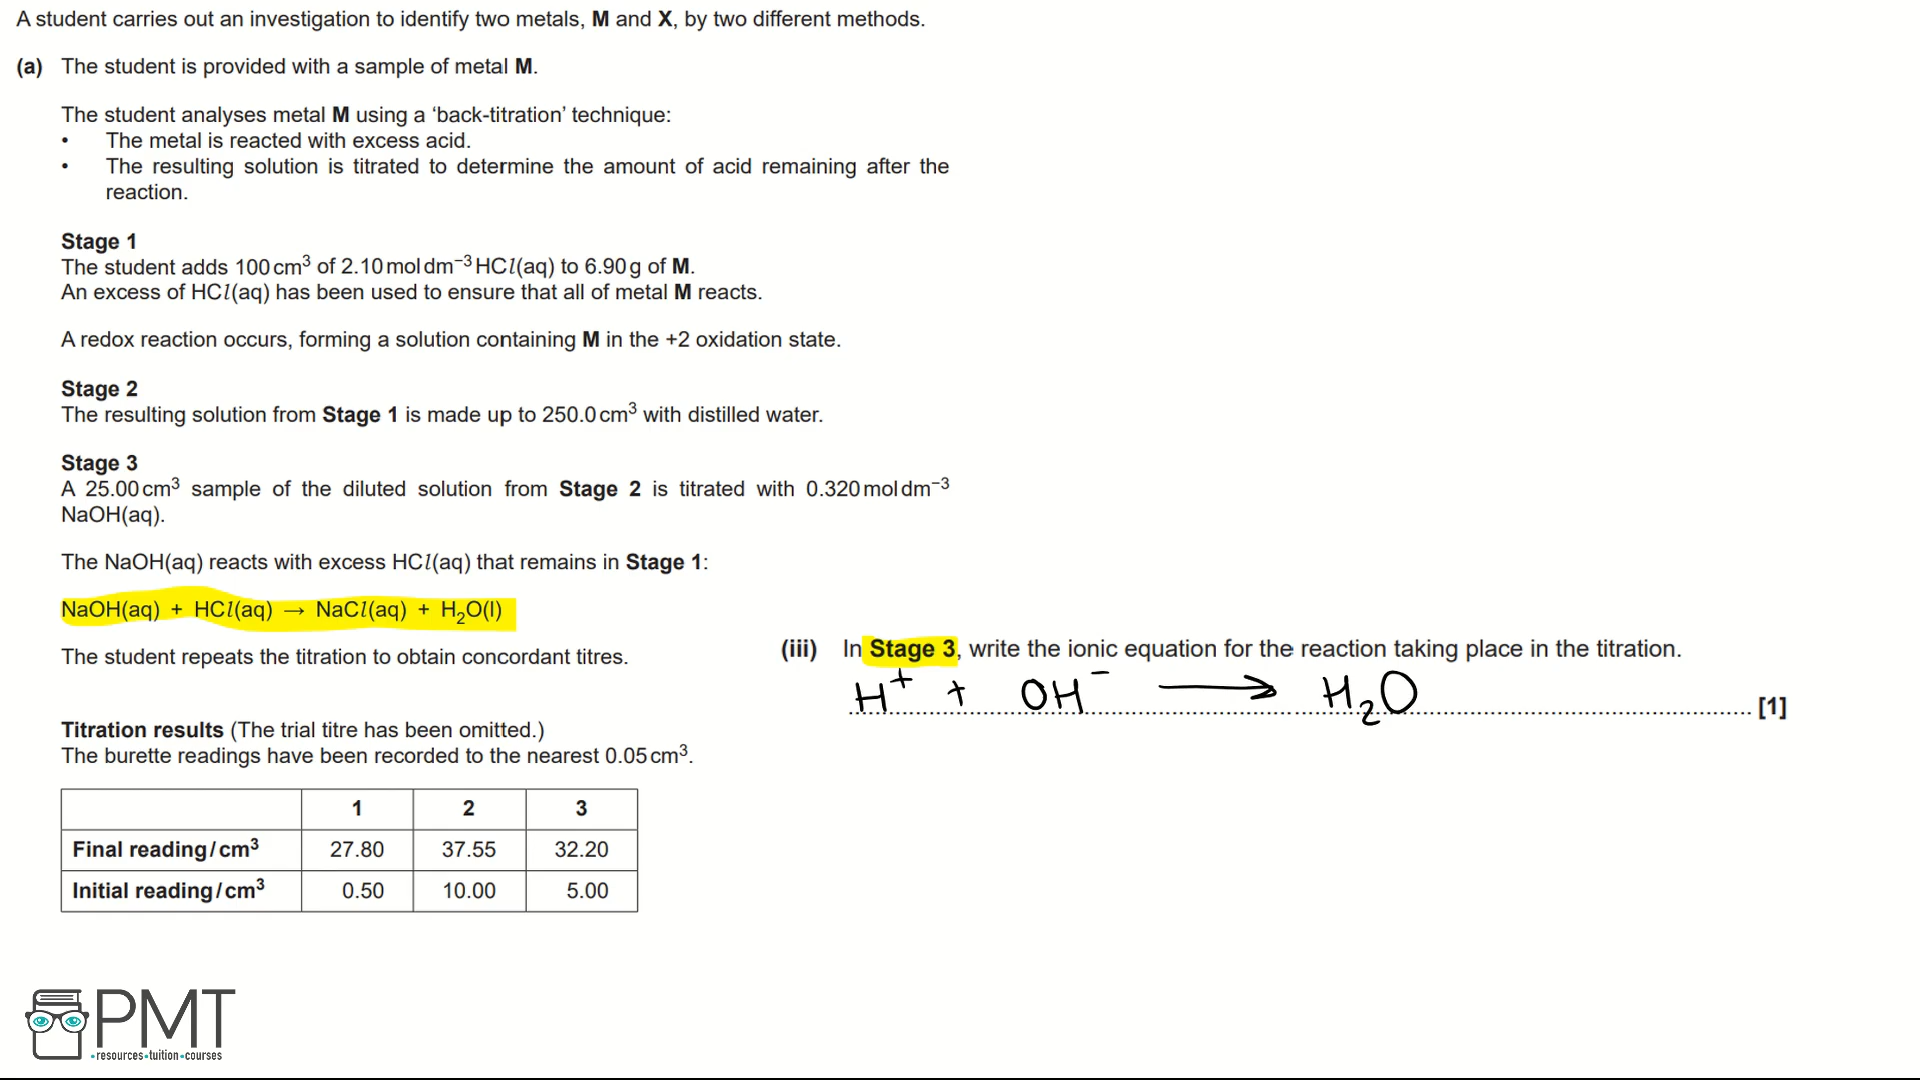 A student carries out an investigation to identify two metals, M and X, by two different methods.
(a) The student is provided with a sample of metal M.
The student analyses metal M using a ‘back-titration’ technique:
• The metal is reacted with excess acid.
• The resulting solution is titrated to determine the amount of acid remaining after the
reaction.
Stage 1
The student adds 100 cm³ of 2.10 mol dm⁻³ HCl(aq) to 6.90 g of M.
An excess of HCl(aq) has been used to ensure that all of metal M reacts.
A redox reaction occurs, forming a solution containing M in the +2 oxidation state.
Stage 2
The resulting solution from Stage 1 is made up to 250.0 cm³ with distilled water.
Stage 3
A 25.00 cm³ sample of the diluted solution from Stage 2 is titrated with 0.320 mol dm⁻³
NaOH(aq).
The NaOH(aq) reacts with excess HCl(aq) that remains in Stage 1:
NaOH(aq) + HCl(aq) → NaCl(aq) + H₂O(l)
The student repeats the titration to obtain concordant titres.
Titration results (The trial titre has been omitted.)
The burette readings have been recorded to the nearest 0.05 cm³.
1 2 3
Final reading / cm³ 27.80 37.55 32.20
Initial reading / cm³ 0.50 10.00 5.00
(iii) In Stage 3, write the ionic equation for the reaction taking place in the titration.
H⁺ + OH⁻ → H₂O
[1]
PMT
•resources•tuition•courses